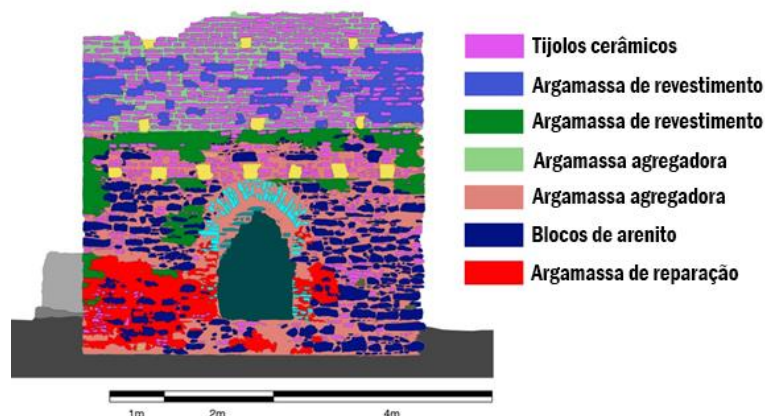 Tijolos cerâmicos
Argamassa de revestimento
Argamassa de revestimento
Argamassa agregadora
Argamassa agregadora
Blocos de arenito
Argamassa de reparação
1m 2m 4m